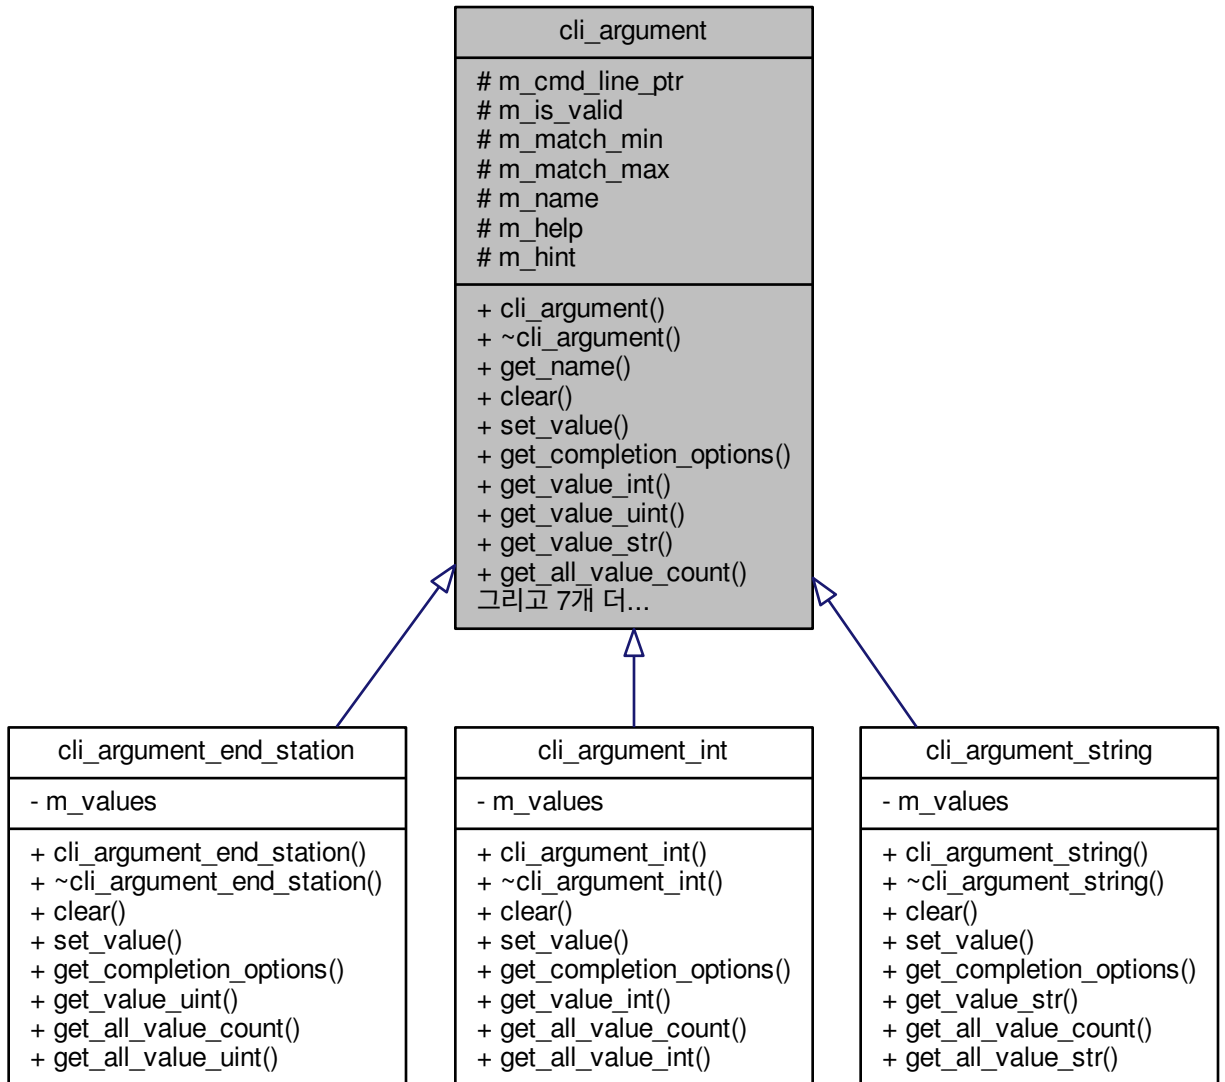 cli_argument
# m_cmd_line_ptr
# m_is_valid
# m_match_min
# m_match_max
# m_name
# m_help
# m_hint
+ cli_argument()
+ ~cli_argument()
+ get_name()
+ clear()
+ set_value()
+ get_completion_options()
+ get_value_int()
+ get_value_uint()
+ get_value_str()
+ get_all_value_count()
그리고 7개 더...
cli_argument_end_station
- m_values
+ cli_argument_end_station()
+ ~cli_argument_end_station()
+ clear()
+ set_value()
+ get_completion_options()
+ get_value_uint()
+ get_all_value_count()
+ get_all_value_uint()
cli_argument_int
- m_values
+ cli_argument_int()
+ ~cli_argument_int()
+ clear()
+ set_value()
+ get_completion_options()
+ get_value_int()
+ get_all_value_count()
+ get_all_value_int()
cli_argument_string
- m_values
+ cli_argument_string()
+ ~cli_argument_string()
+ clear()
+ set_value()
+ get_completion_options()
+ get_value_str()
+ get_all_value_count()
+ get_all_value_str()